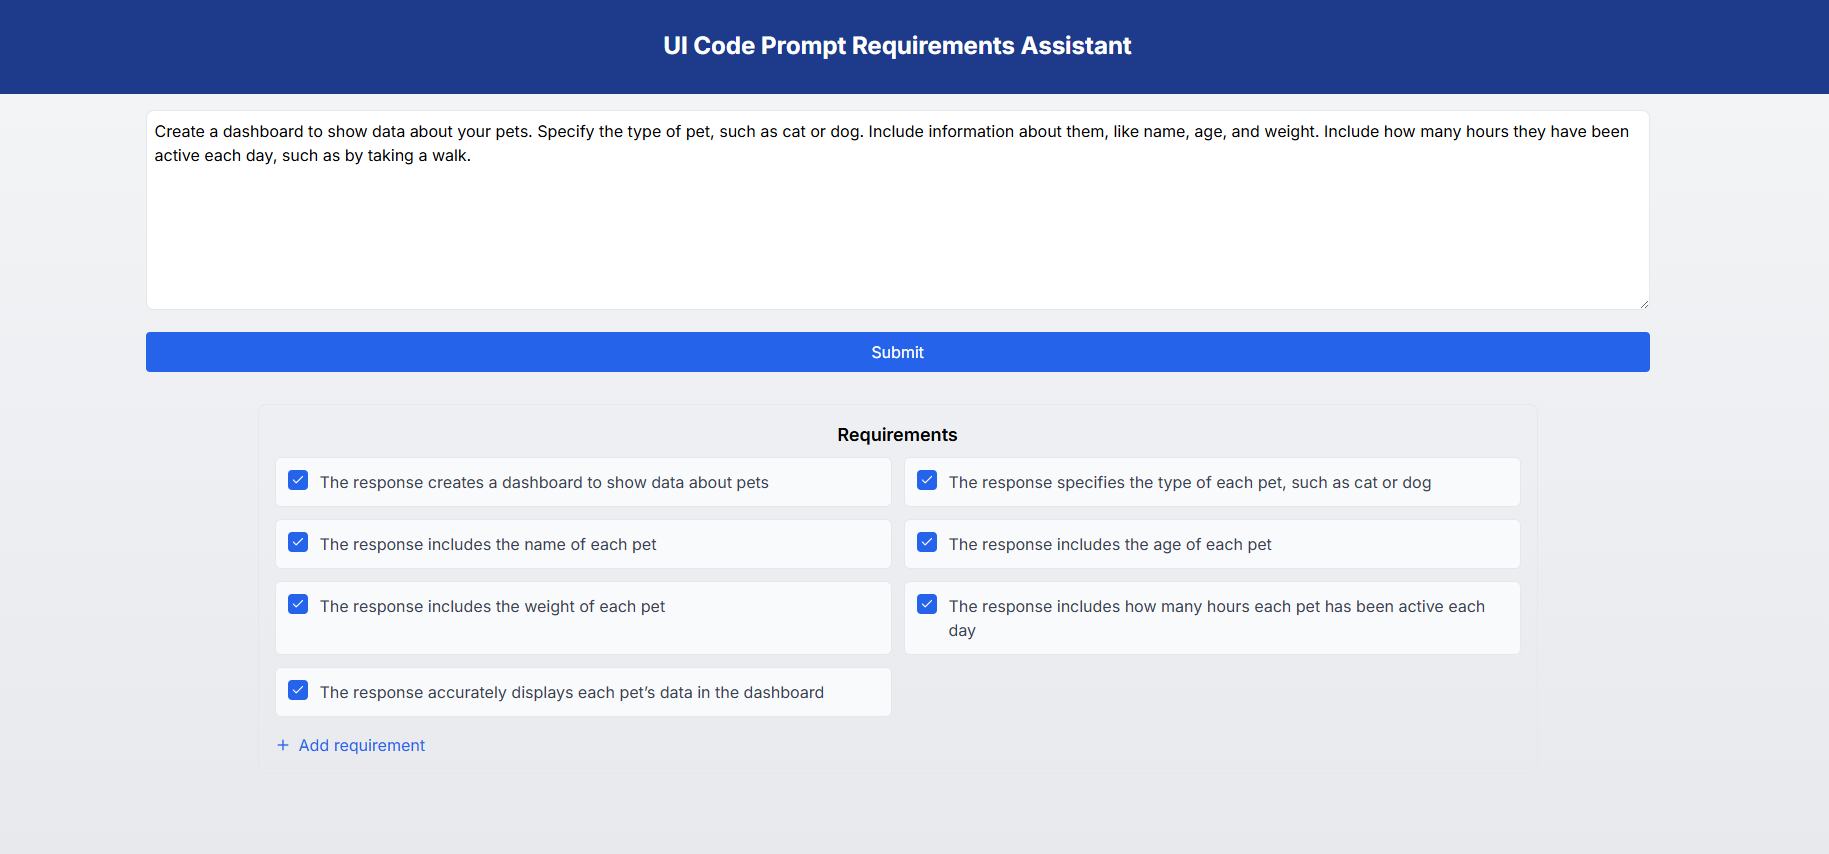 UI Code Prompt Requirements Assistant
Create a dashboard to show data about your pets. Specify the type of pet, such as cat or dog. Include information about them, like name, age, and weight. Include how many hours they have been
active each day, such as by taking a walk.
Submit
Requirements
The response creates a dashboard to show data about pets
The response specifies the type of each pet, such as cat or dog
The response includes the name of each pet
The response includes the age of each pet
The response includes the weight of each pet
The response includes how many hours each pet has been active each
day
The response accurately displays each pet’s data in the dashboard
+ Add requirement